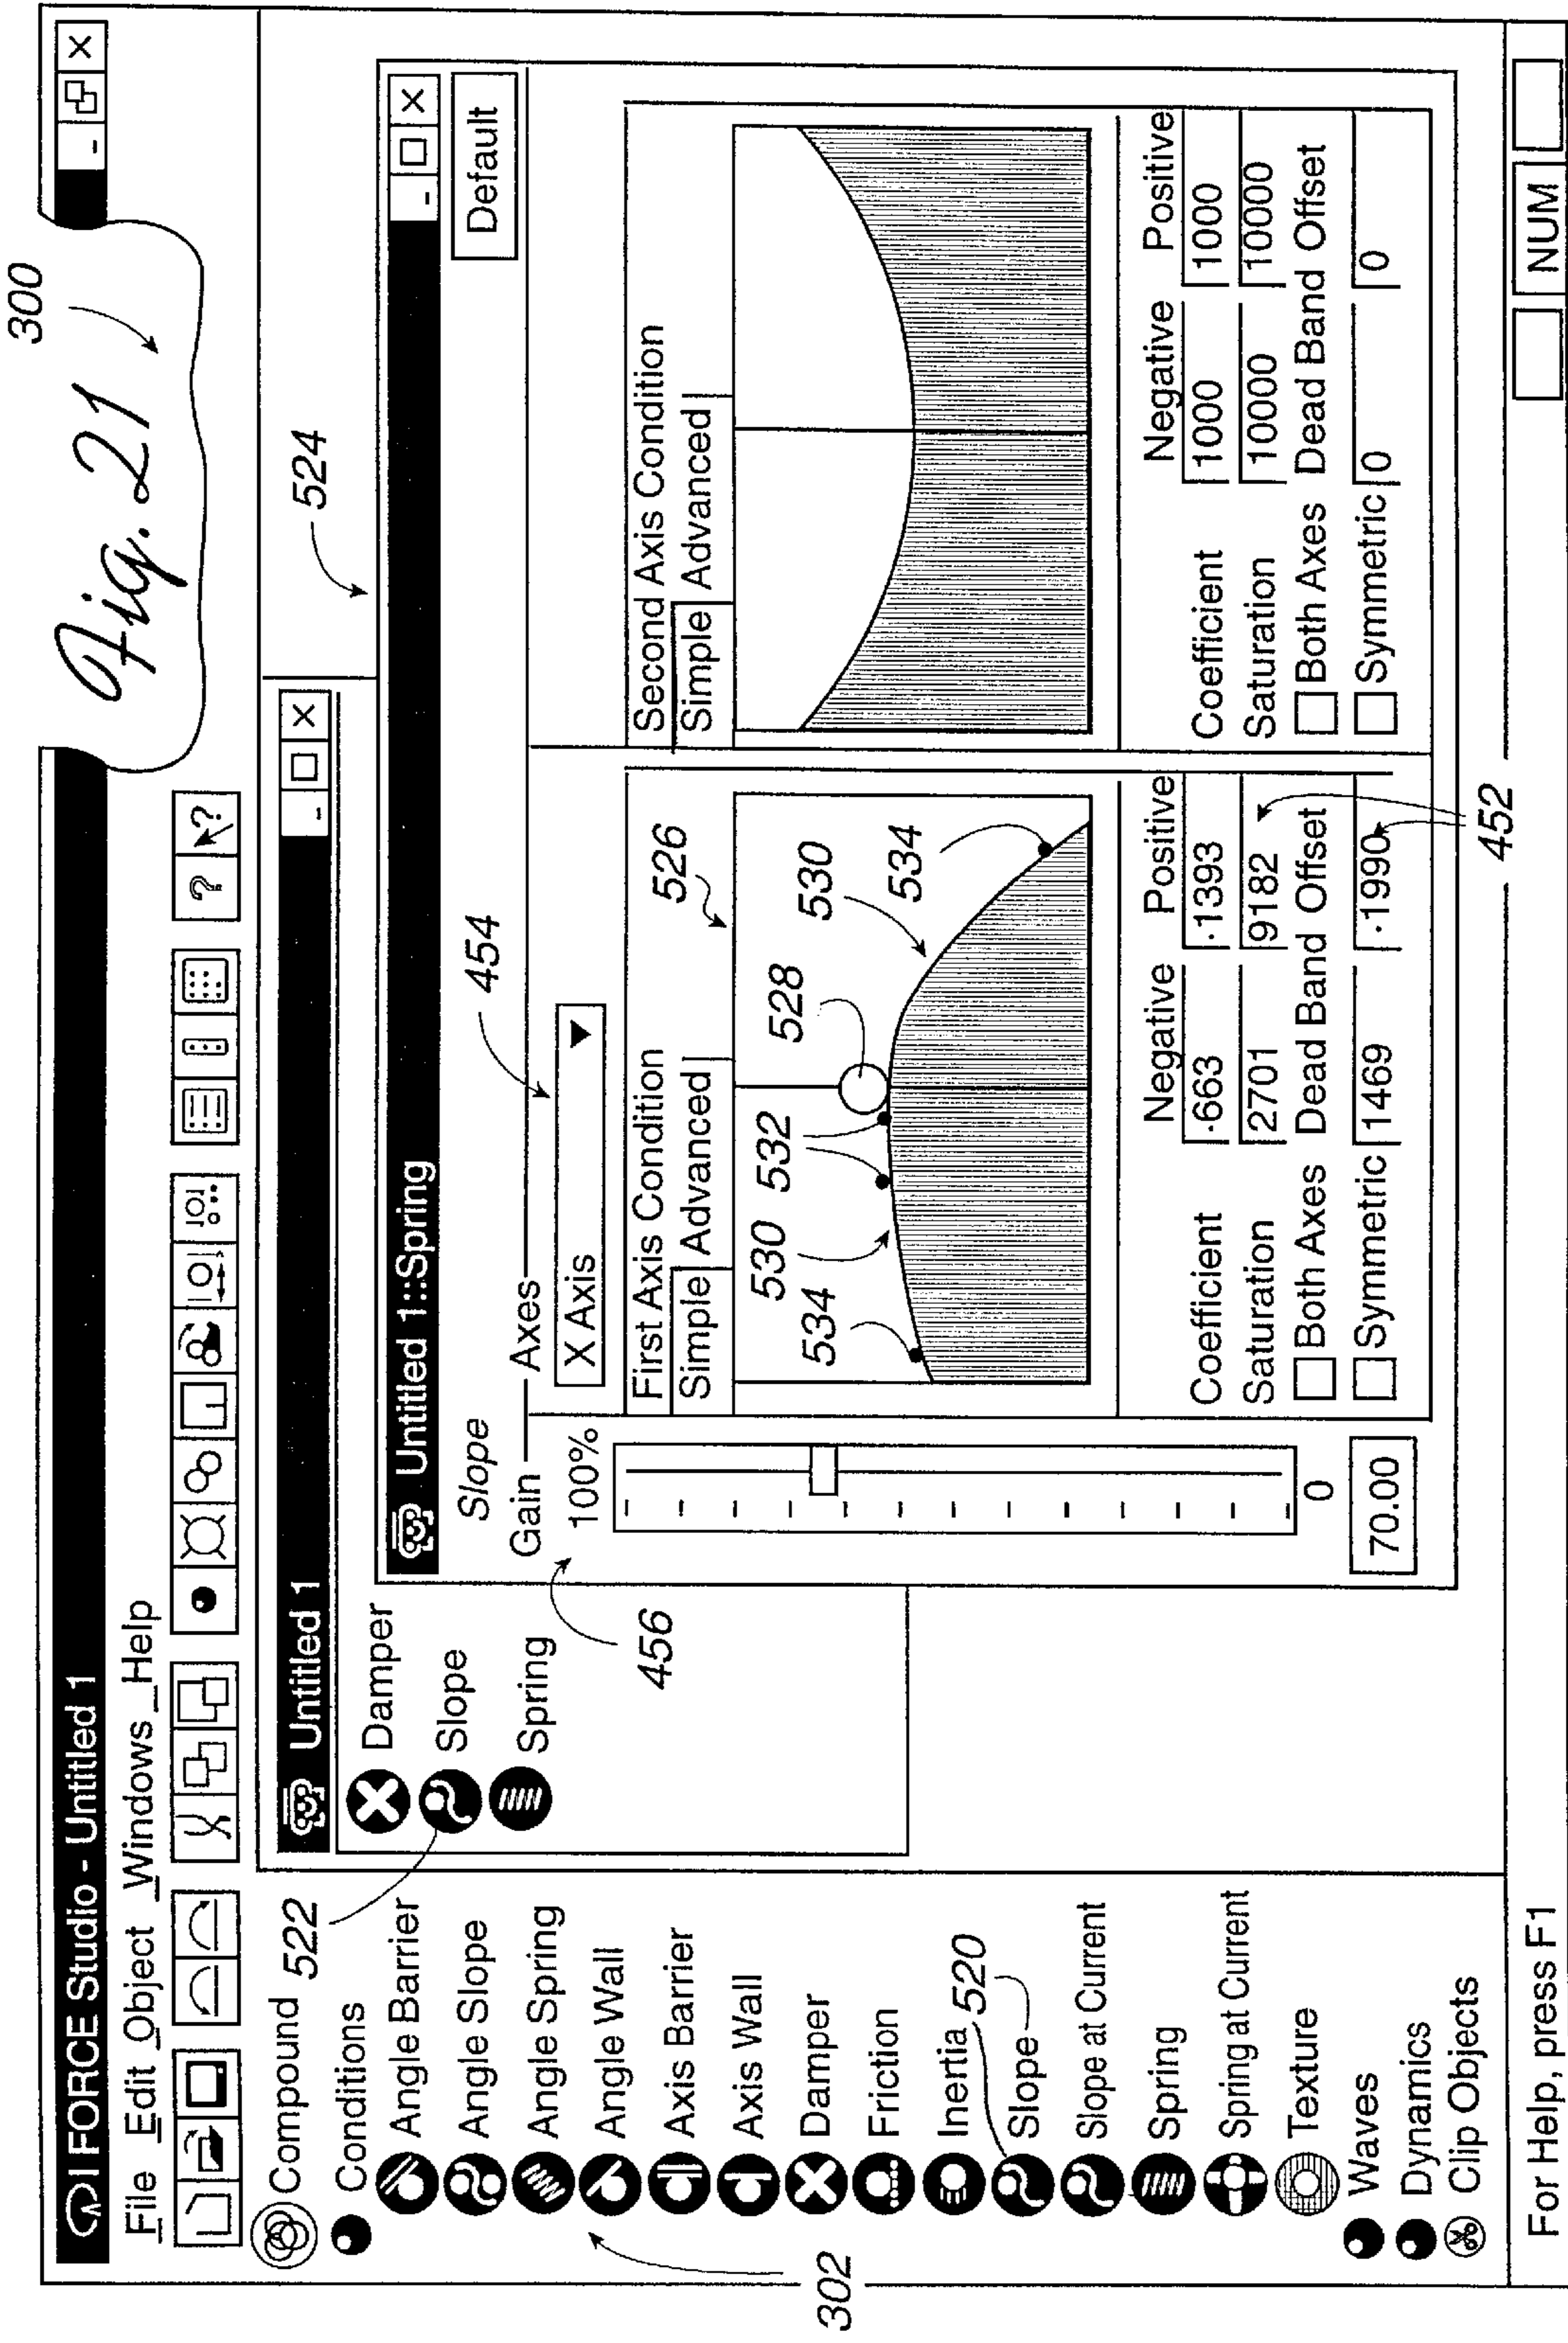 Fig. 21
300
I FORCE Studio - Untitled 1
File Edit Object Windows Help
?
?
Compound
522
Conditions
Angle Barrier
Angle Slope
Angle Spring
Angle Wall
Axis Barrier
Axis Wall
Damper
Friction
Inertia
520
Slope
Slope at Current
Spring
Spring at Current
Texture
Waves
Dynamics
Clip Objects
302
Untitled 1
Damper
Slope
Spring
524
Untitled 1::Spring
Slope
Default
Gain
Axes
454
100%
456
X Axis
0
70.00
First Axis Condition
526
Simple Advanced
534
530
532
528
530
534
Negative Positive
Coefficient -663 -1393
Saturation 2701 9182
Both Axes Dead Band Offset
Symmetric 1469 -1990
452
Second Axis Condition
Simple Advanced
Negative Positive
Coefficient 1000 1000
Saturation 10000 10000
Both Axes Dead Band Offset
Symmetric 0 0
For Help, press F1
NUM